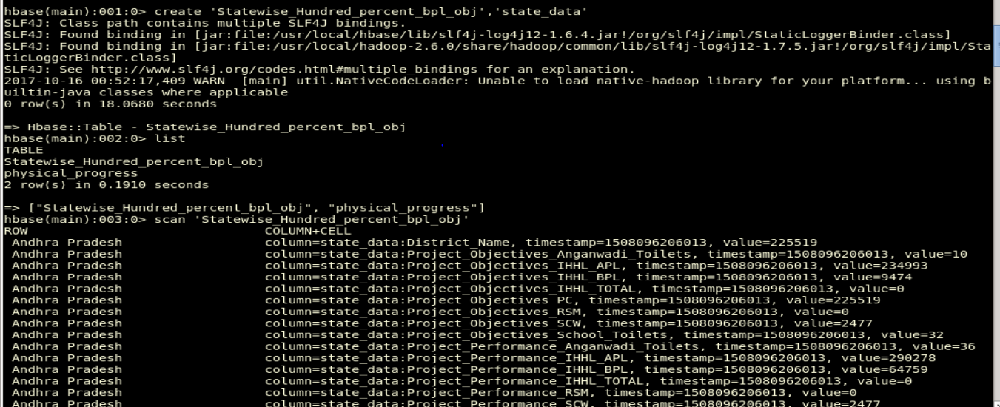 hbase(main):001:0> create 'Statewise_Hundred_percent_bpl_obj','state_data'
SLF4J: Class path contains multiple SLF4J bindings.
SLF4J: Found binding in [jar:file:/usr/local/hbase/lib/slf4j-log4j12-1.6.4.jar!/org/slf4j/impl/StaticLoggerBinder.class]
SLF4J: Found binding in [jar:file:/usr/local/hadoop-2.6.0/share/hadoop/common/lib/slf4j-log4j12-1.7.5.jar!/org/slf4j/impl/Sta
ticLoggerBinder.class]
SLF4J: See http://www.slf4j.org/codes.html#multiple_bindings for an explanation.
2017-10-16 00:52:17,409 WARN  [main] util.NativeCodeLoader: Unable to load native-hadoop library for your platform... using b
uiltin-java classes where applicable
0 row(s) in 18.0680 seconds
=> Hbase::Table - Statewise_Hundred_percent_bpl_obj
hbase(main):002:0> list
TABLE
Statewise_Hundred_percent_bpl_obj
physical_progress
2 row(s) in 0.1910 seconds
=> ["Statewise_Hundred_percent_bpl_obj", "physical_progress"]
hbase(main):003:0> scan 'Statewise_Hundred_percent_bpl_obj'
ROW COLUMN+CELL
Andhra Pradesh column=state_data:District_Name, timestamp=1508096206013, value=225519
Andhra Pradesh column=state_data:Project_Objectives_Anganwadi_Toilets, timestamp=1508096206013, value=10
Andhra Pradesh column=state_data:Project_Objectives_IHHL_APL, timestamp=1508096206013, value=234993
Andhra Pradesh column=state_data:Project_Objectives_IHHL_BPL, timestamp=1508096206013, value=9474
Andhra Pradesh column=state_data:Project_Objectives_IHHL_TOTAL, timestamp=1508096206013, value=0
Andhra Pradesh column=state_data:Project_Objectives_PC, timestamp=1508096206013, value=225519
Andhra Pradesh column=state_data:Project_Objectives_RSM, timestamp=1508096206013, value=0
Andhra Pradesh column=state_data:Project_Objectives_SCW, timestamp=1508096206013, value=2477
Andhra Pradesh column=state_data:Project_Objectives_School_Toilets, timestamp=1508096206013, value=32
Andhra Pradesh column=state_data:Project_Performance_Anganwadi_Toilets, timestamp=1508096206013, value=36
Andhra Pradesh column=state_data:Project_Performance_IHHL_APL, timestamp=1508096206013, value=290278
Andhra Pradesh column=state_data:Project_Performance_IHHL_BPL, timestamp=1508096206013, value=64759
Andhra Pradesh column=state_data:Project_Performance_IHHL_TOTAL, timestamp=1508096206013, value=0
Andhra Pradesh column=state_data:Project_Performance_RSM, timestamp=1508096206013, value=0
Andhra Pradesh column=state_data:Project_Performance_SCW, timestamp=1508096206013, value=2477